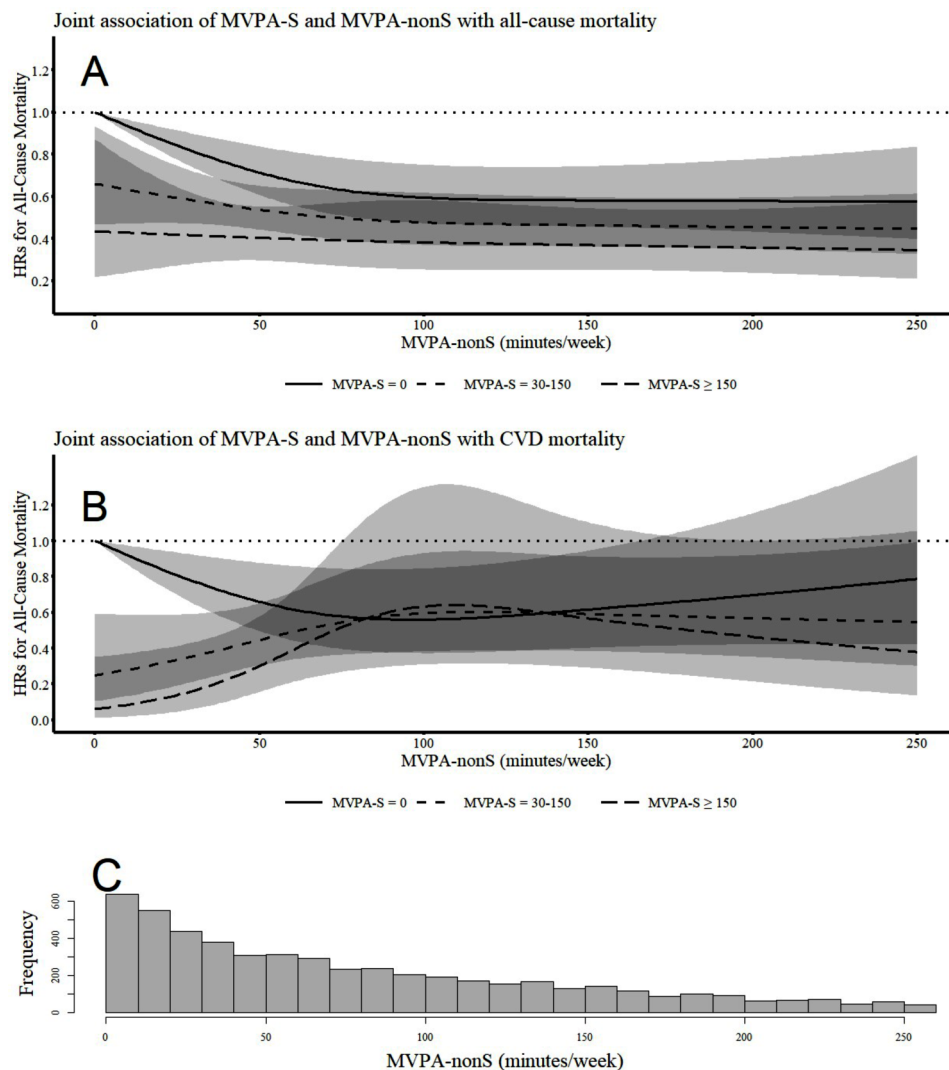 Joint association of MVPA-S and MVPA-nonS with all-cause mortality
A
HRs for All-Cause Mortality
1.2
1.0
0.8
0.6
0.4
0.2
0 50 100 150 200 250
MVPA-nonS (minutes/week)
MVPA-S = 0 MVPA-S = 30-150 MVPA-S ≥ 150
Joint association of MVPA-S and MVPA-nonS with CVD mortality
B
HRs for All-Cause Mortality
1.2
1.0
0.8
0.6
0.4
0.2
0.0
0 50 100 150 200 250
MVPA-nonS (minutes/week)
MVPA-S = 0 MVPA-S = 30-150 MVPA-S ≥ 150
C
Frequency
600
400
200
0
0 50 100 150 200 250
MVPA-nonS (minutes/week)